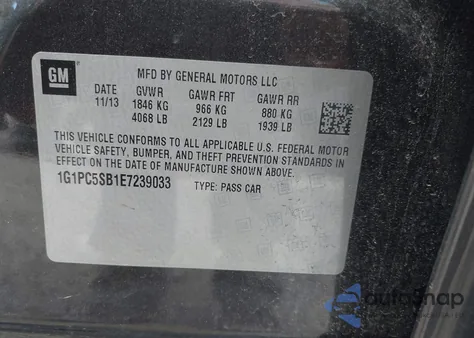 GM
MFD BY GENERAL MOTORS LLC
DATE GVWR GAWR FRT GAWR RR
11/13 1846 KG 966 KG 880 KG
4068 LB 2129 LB 1939 LB
THIS VEHICLE CONFORMS TO ALL APPLICABLE U.S. FEDERAL MOTOR
VEHICLE SAFETY, BUMPER, AND THEFT PREVENTION STANDARDS IN
EFFECT ON THE DATE OF MANUFACTURE SHOWN ABOVE.
1G1PC5SB1E7239033 TYPE: PASS CAR
autoSnap